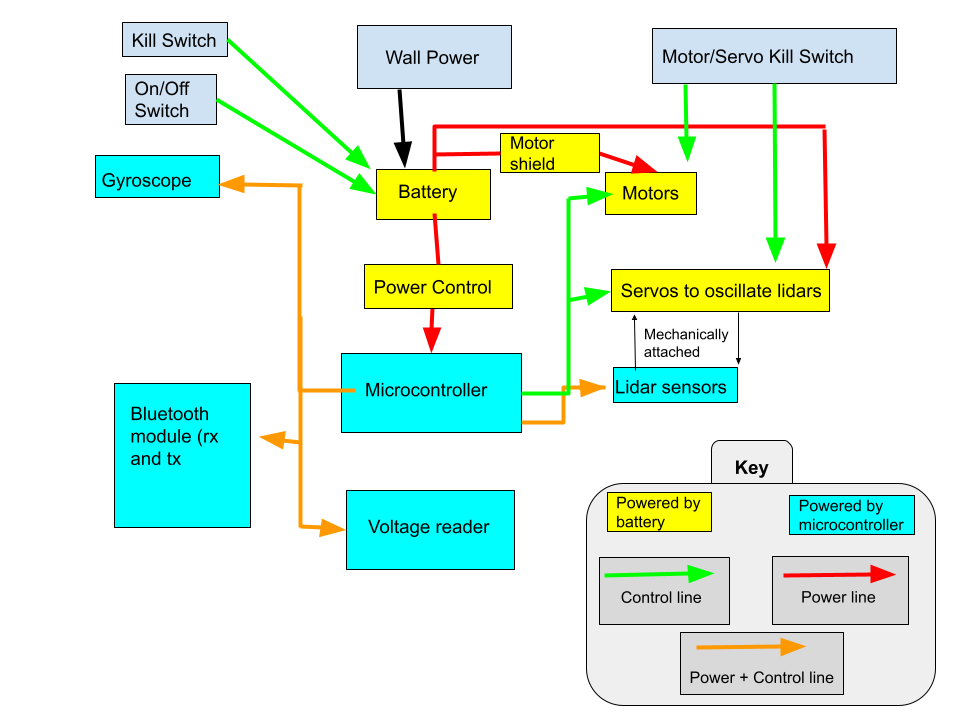 Kill Switch
Wall Power
Motor/Servo Kill Switch
On/Off
Switch
Motor
shield
Gyroscope
Battery
Motors
Power Control
Servos to oscillate lidars
Mechanically
attached
Microcontroller
Lidar sensors
Bluetooth
module (rx
and tx
Voltage reader
Key
Powered by
battery
Powered by
microcontroller
Control line
Power line
Power + Control line